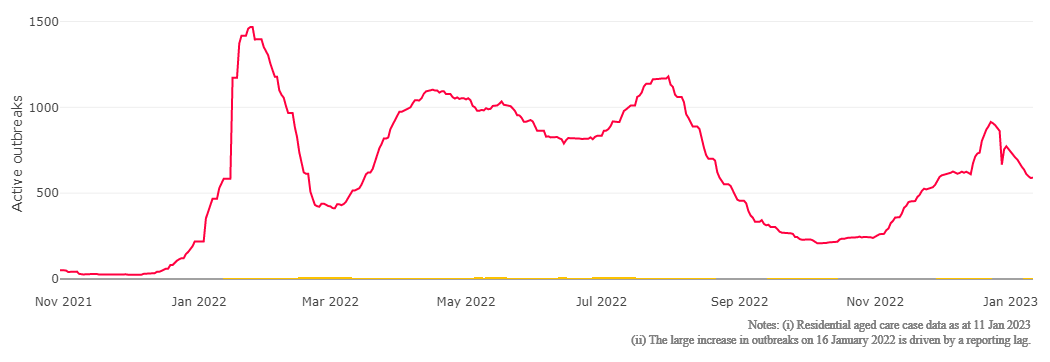 1500
1000
500
0
Active outbreaks
Nov 2021 Jan 2022 Mar 2022 May 2022 Jul 2022 Sep 2022 Nov 2022 Jan 2023
Notes: (i) Residential aged care case data as at 11 Jan 2023
(ii) The large increase in outbreaks on 16 January 2022 is driven by a reporting lag.